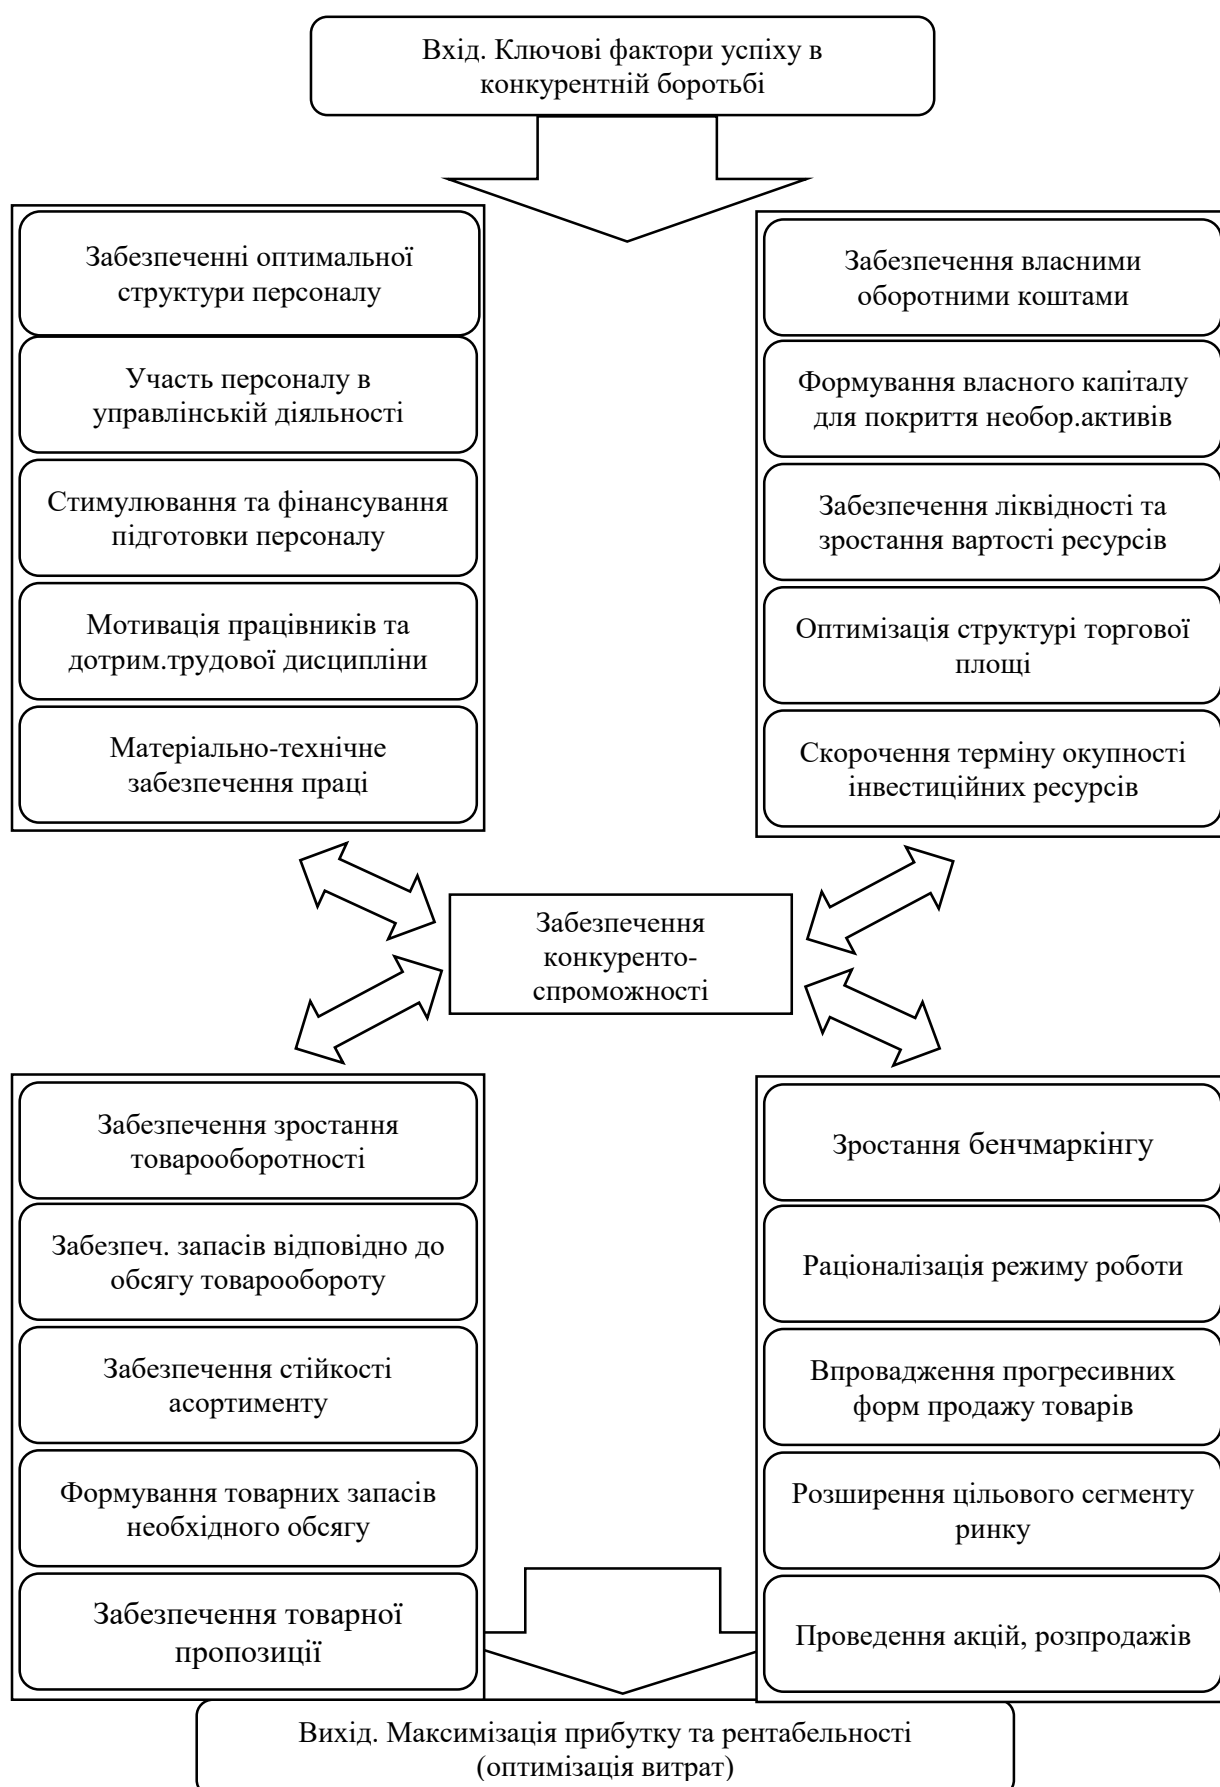 Вхід. Ключові фактори успіху в
конкурентній боротьбі
Забезпеченні оптимальної
структури персоналу
Участь персоналу в
управлінській діяльності
Стимулювання та фінансування
підготовки персоналу
Мотивація працівників та
дотрим.трудової дисципліни
Матеріально-технічне
забезпечення праці
Забезпечення власними
оборотними коштами
Формування власного капіталу
для покриття необор.активів
Забезпечення ліквідності та
зростання вартості ресурсів
Оптимізація структурі торгової
площі
Скорочення терміну окупності
інвестиційних ресурсів
Забезпечення
конкуренто-
спроможності
Забезпечення зростання
товарооборотності
Забезпеч. запасів відповідно до
обсягу товарообороту
Забезпечення стійкості
асортименту
Формування товарних запасів
необхідного обсягу
Забезпечення товарної
пропозиції
Зростання бенчмаркінгу
Раціоналізація режиму роботи
Впровадження прогресивних
форм продажу товарів
Розширення цільового сегменту
ринку
Проведення акцій, розпродажів
Вихід. Максимізація прибутку та рентабельності
(оптимізація витрат)